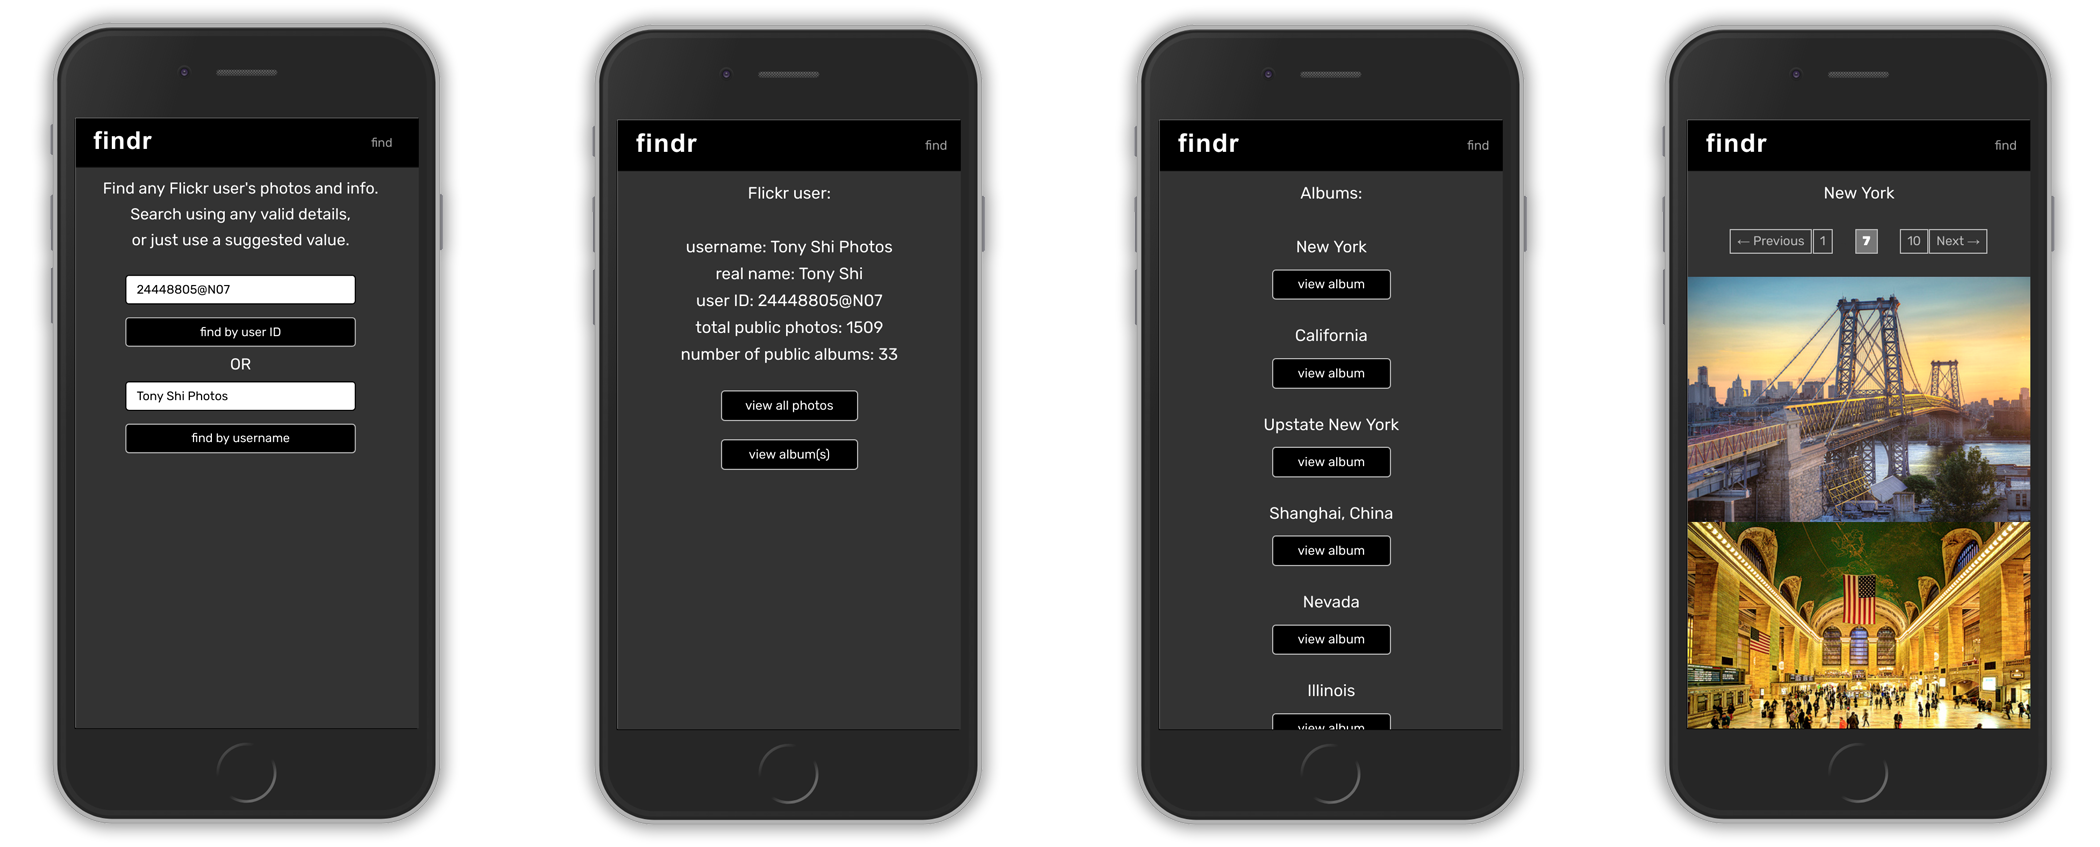 findr
find
Find any Flickr user's photos and info.
Search using any valid details,
or just use a suggested value.
24448805@N07
find by user ID
OR
Tony Shi Photos
find by username
findr
find
Flickr user:
username: Tony Shi Photos
real name: Tony Shi
user ID: 24448805@N07
total public photos: 1509
number of public albums: 33
view all photos
view album(s)
findr
find
Albums:
New York
view album
California
view album
Upstate New York
view album
Shanghai, China
view album
Nevada
view album
Illinois
view album
findr
find
New York
← Previous 1 7 10 Next →